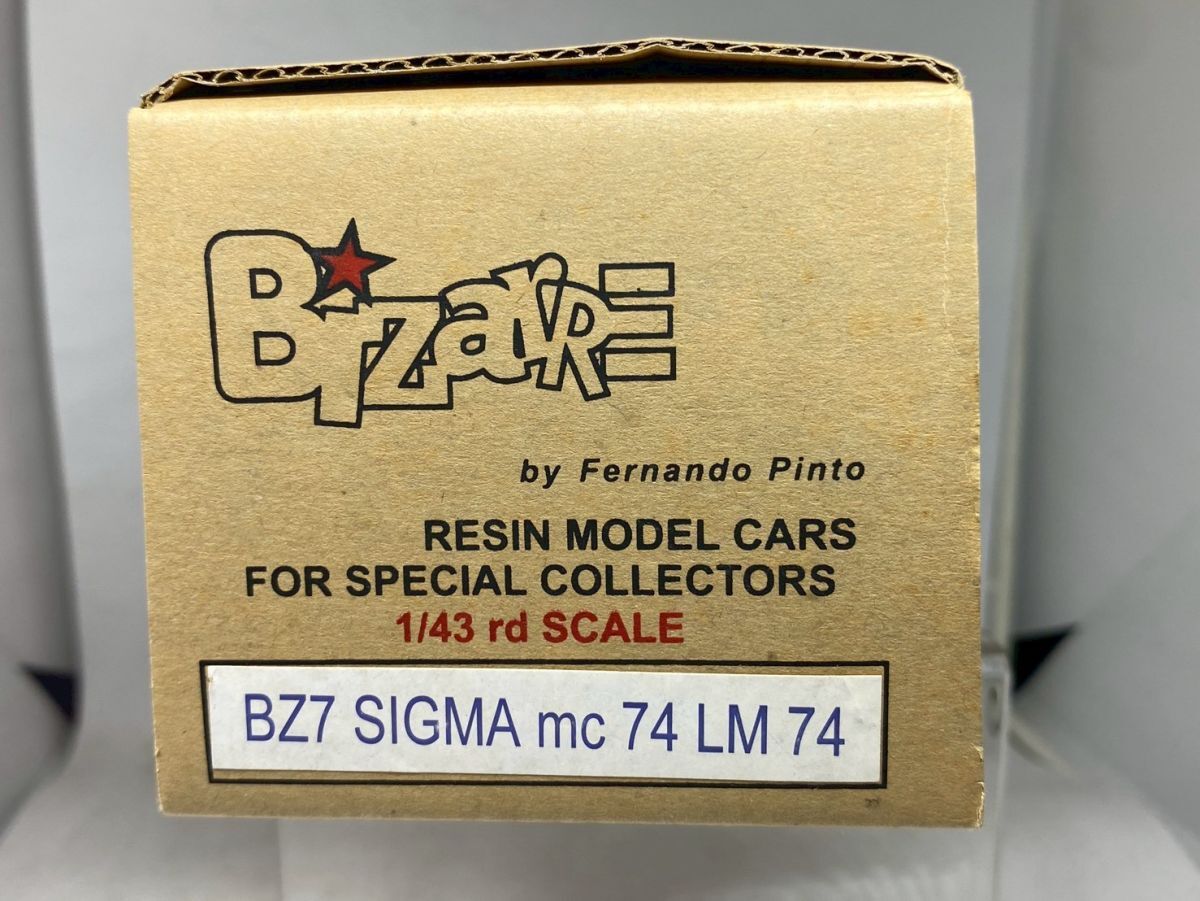 BizarRE
by Fernando Pinto
RESIN MODEL CARS
FOR SPECIAL COLLECTORS
1/43 rd SCALE
BZ7 SIGMA mc 74 LM 74